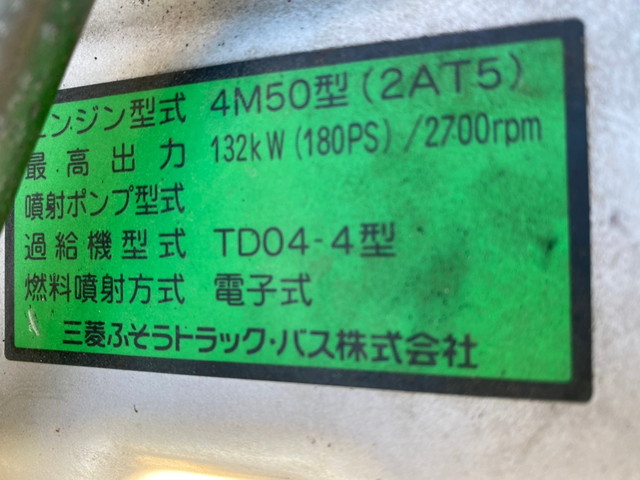 エンジン型式 4M50型(2AT5)
最高出力 132kW(180PS)/2700rpm
噴射ポンプ型式
過給機型式 TD04-4型
燃料噴射方式 電子式
三菱ふそうトラック・バス株式会社